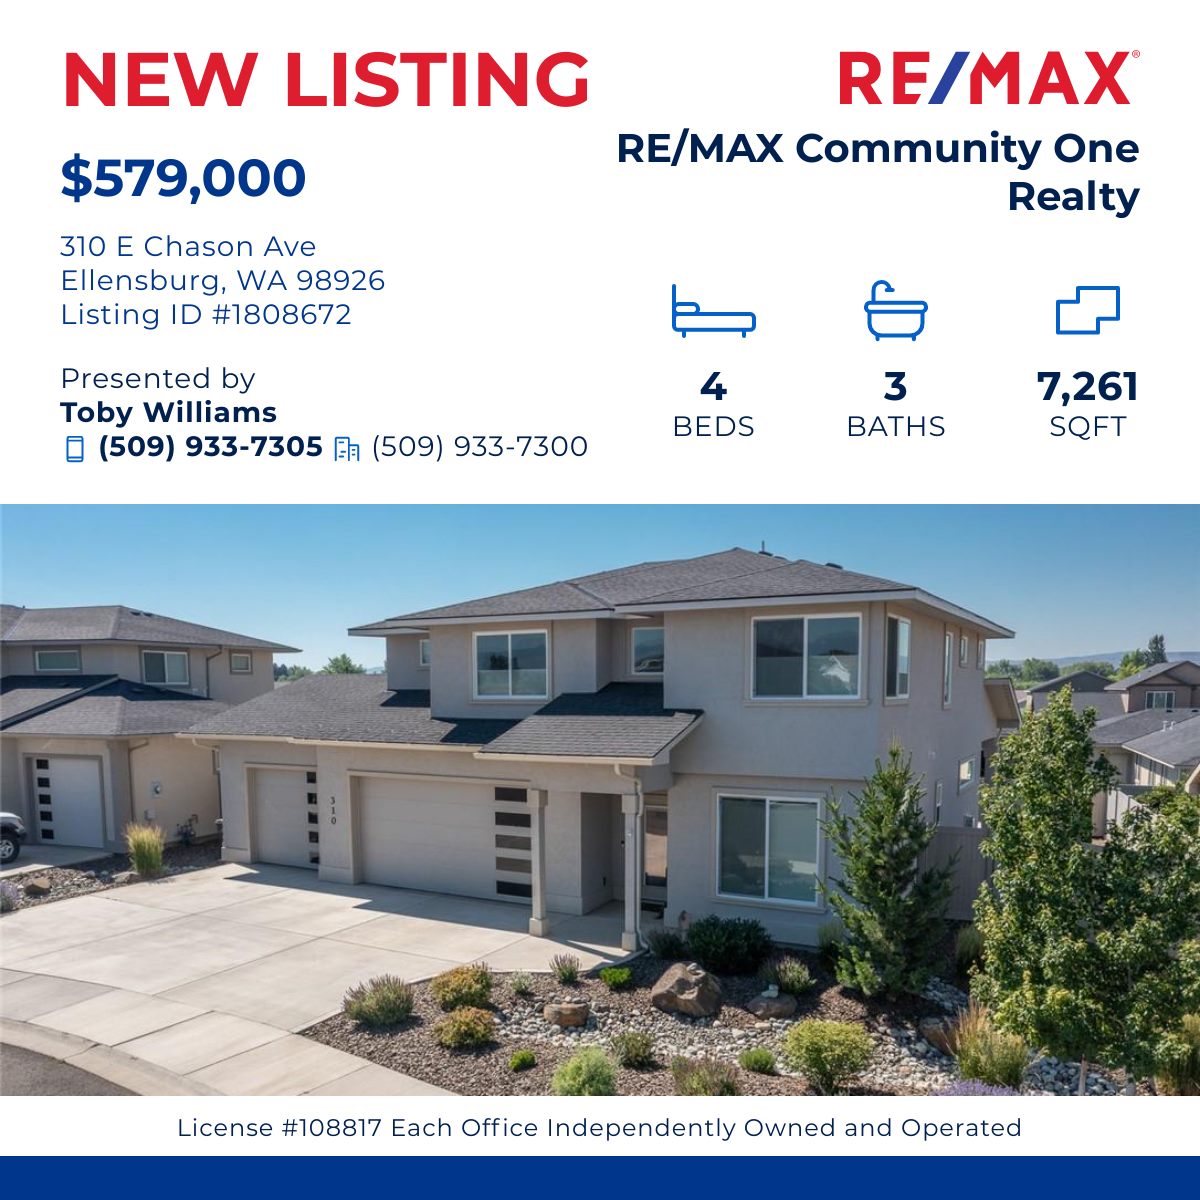 NEW LISTING
RE/MAX®
RE/MAX Community One
Realty
$579,000
310 E Chason Ave
Ellensburg, WA 98926
Listing ID #1808672
Presented by
Toby Williams
(509) 933-7305 (509) 933-7300
4
BEDS
3
BATHS
7,261
SQFT
310
License #108817 Each Office Independently Owned and Operated